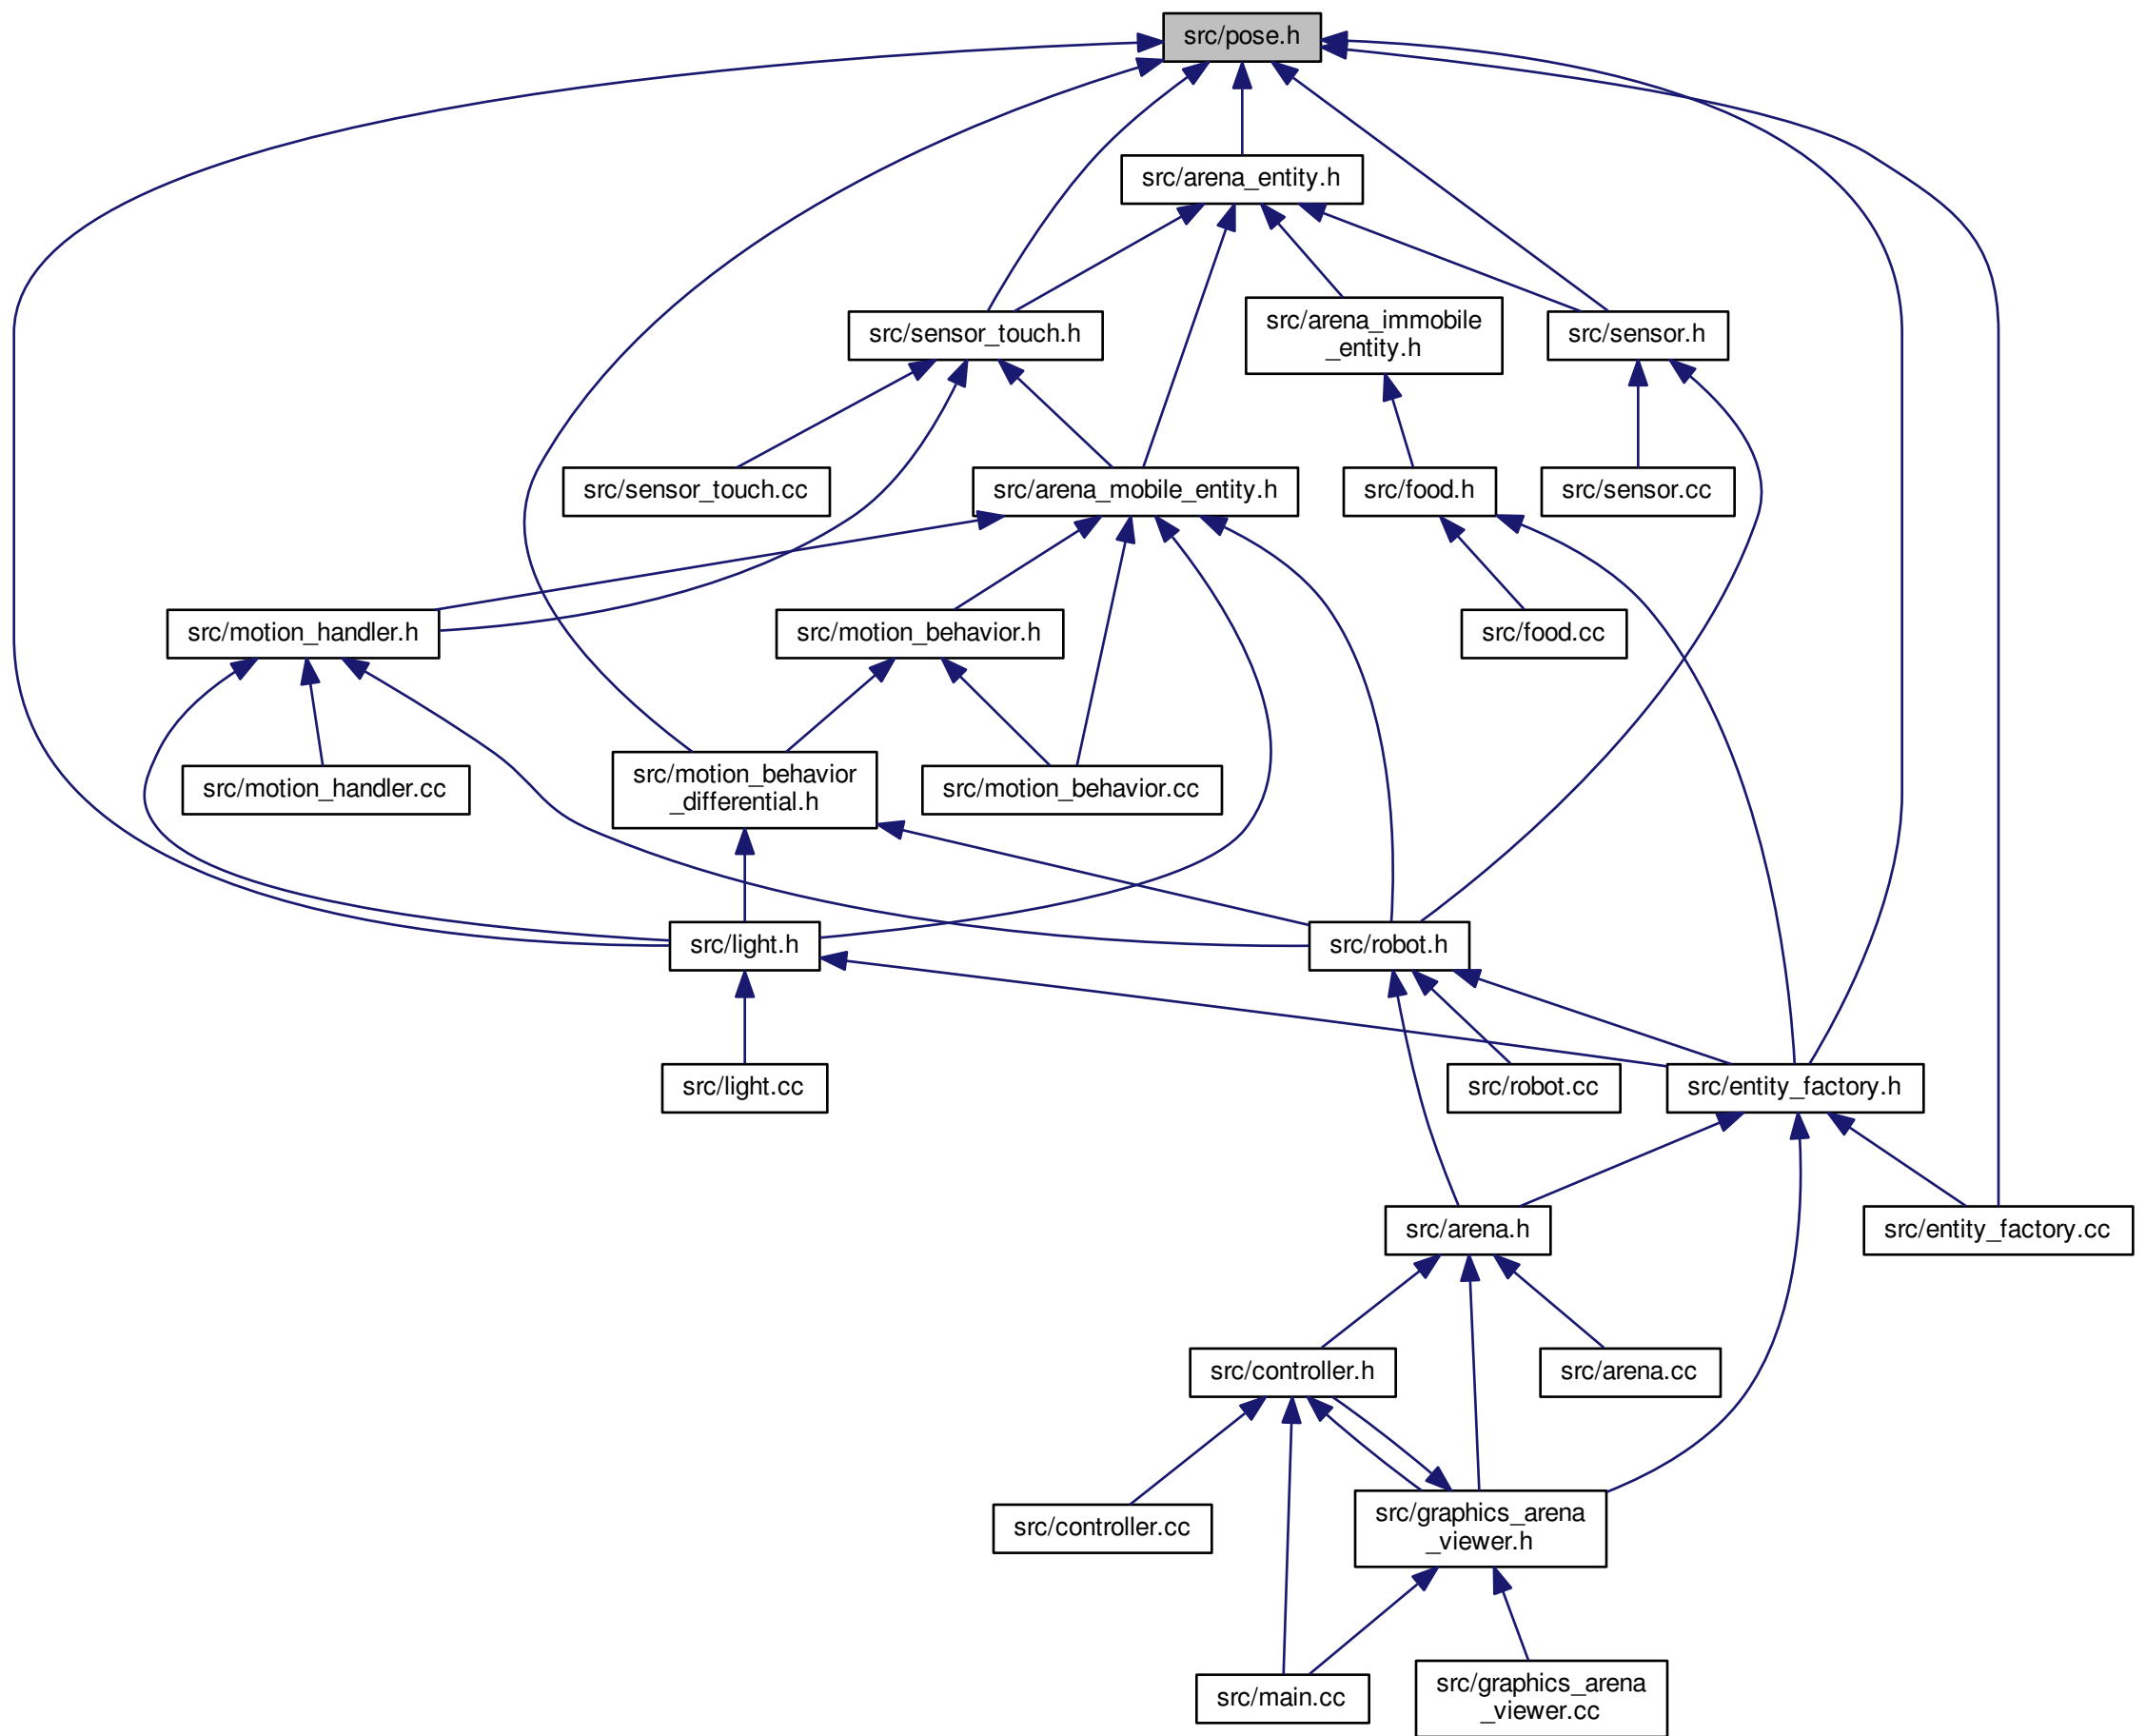 src/pose.h
src/arena_entity.h
src/sensor_touch.h
src/arena_immobile
_entity.h
src/sensor.h
src/sensor_touch.cc
src/arena_mobile_entity.h
src/food.h
src/sensor.cc
src/motion_handler.h
src/motion_behavior.h
src/food.cc
src/motion_handler.cc
src/motion_behavior
_differential.h
src/motion_behavior.cc
src/light.h
src/robot.h
src/light.cc
src/robot.cc
src/entity_factory.h
src/arena.h
src/entity_factory.cc
src/controller.h
src/arena.cc
src/controller.cc
src/graphics_arena
_viewer.h
src/main.cc
src/graphics_arena
_viewer.cc